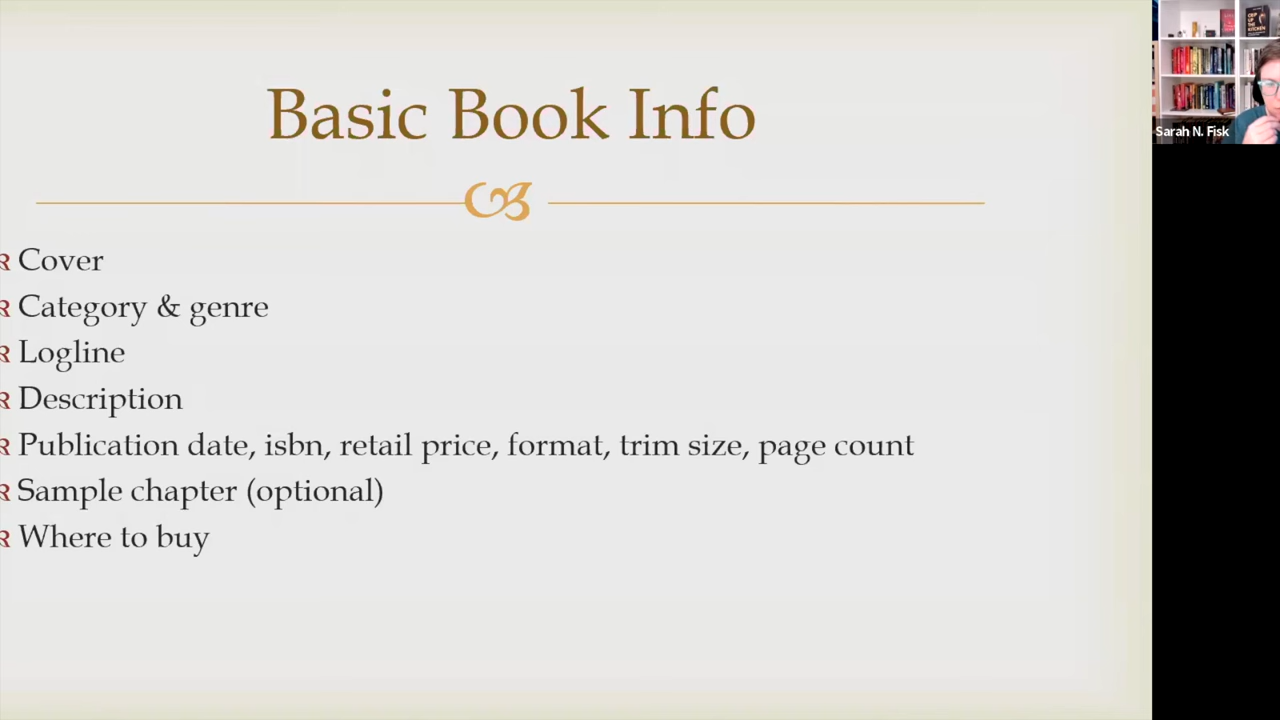 Basic Book Info
Cover
Category & genre
Logline
Description
Publication date, isbn, retail price, format, trim size, page count
Sample chapter (optional)
Where to buy
Sarah N. Fisk